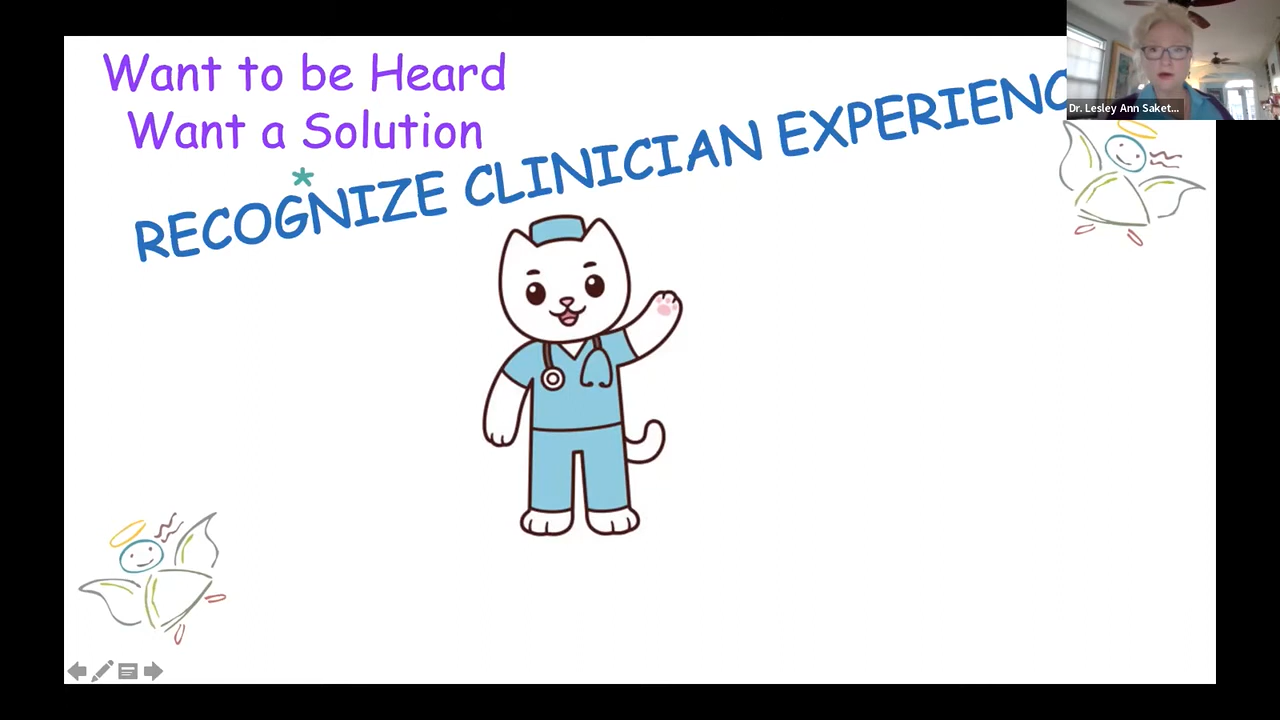 Want to be Heard
Want a Solution
*
RECOGNIZE CLINICIAN EXPERIENC
Dr. Lesley Ann Saket...